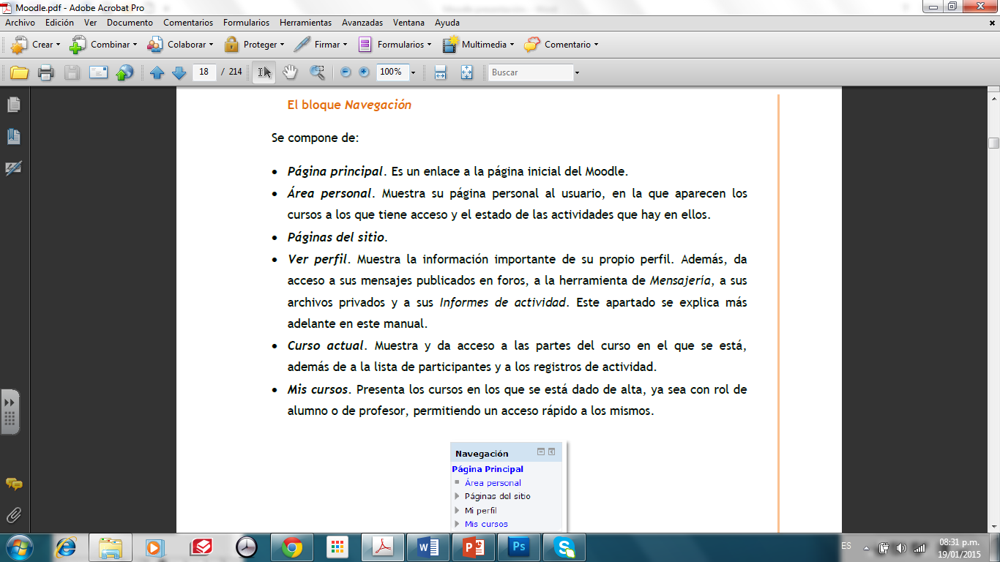 Moodle.pdf - Adobe Acrobat Pro
Archivo Edición Ver Documento Comentarios Formularios Herramientas Avanzadas Ventana Ayuda
Crear Combinar Colaborar Proteger Firmar Formularios Multimedia Comentario
18 / 214 100% Buscar
El bloque Navegación
Se compone de:
• Página principal. Es un enlace a la página inicial del Moodle.
• Área personal. Muestra su página personal al usuario, en la que aparecen los
cursos a los que tiene acceso y el estado de las actividades que hay en ellos.
• Páginas del sitio.
• Ver perfil. Muestra la información importante de su propio perfil. Además, da
acceso a sus mensajes publicados en foros, a la herramienta de Mensajería, a sus
archivos privados y a sus Informes de actividad. Este apartado se explica más
adelante en este manual.
• Curso actual. Muestra y da acceso a las partes del curso en el que se está,
además de a la lista de participantes y a los registros de actividad.
• Mis cursos. Presenta los cursos en los que se está dado de alta, ya sea con rol de
alumno o de profesor, permitiendo un acceso rápido a los mismos.
Navegación
Página Principal
Área personal
Páginas del sitio
Mi perfil
Mis cursos
ES 08:31 p.m.
19/01/2015